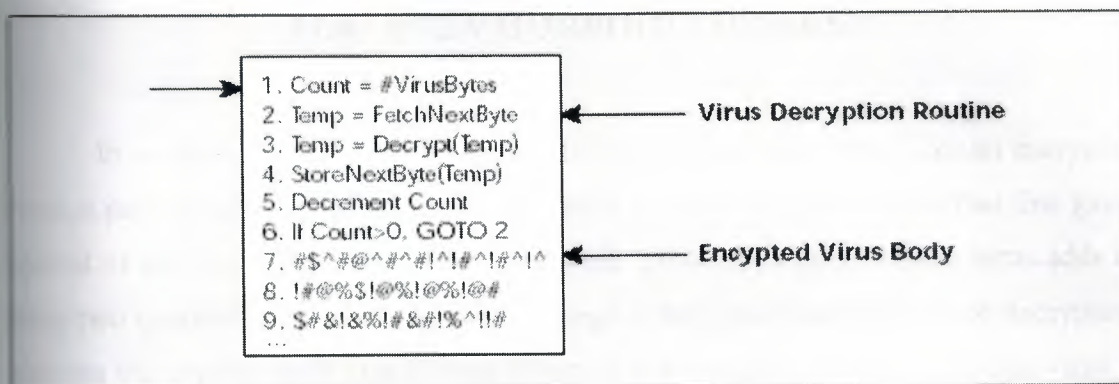 1. Count = #VirusBytes
2. Temp = FetchNextByte
Virus Decryption Routine
3. Temp = Decrypt(Temp)
4. StoreNextByte(Temp)
5. Decrement Count
6. If Count>0, GOTO 2
7. #$^#@^#^#!^!#^!#^!^
Encypted Virus Body
8. !#@%$!@%!@%!@#
9. $#&!&%!#&#!%^!!#
...